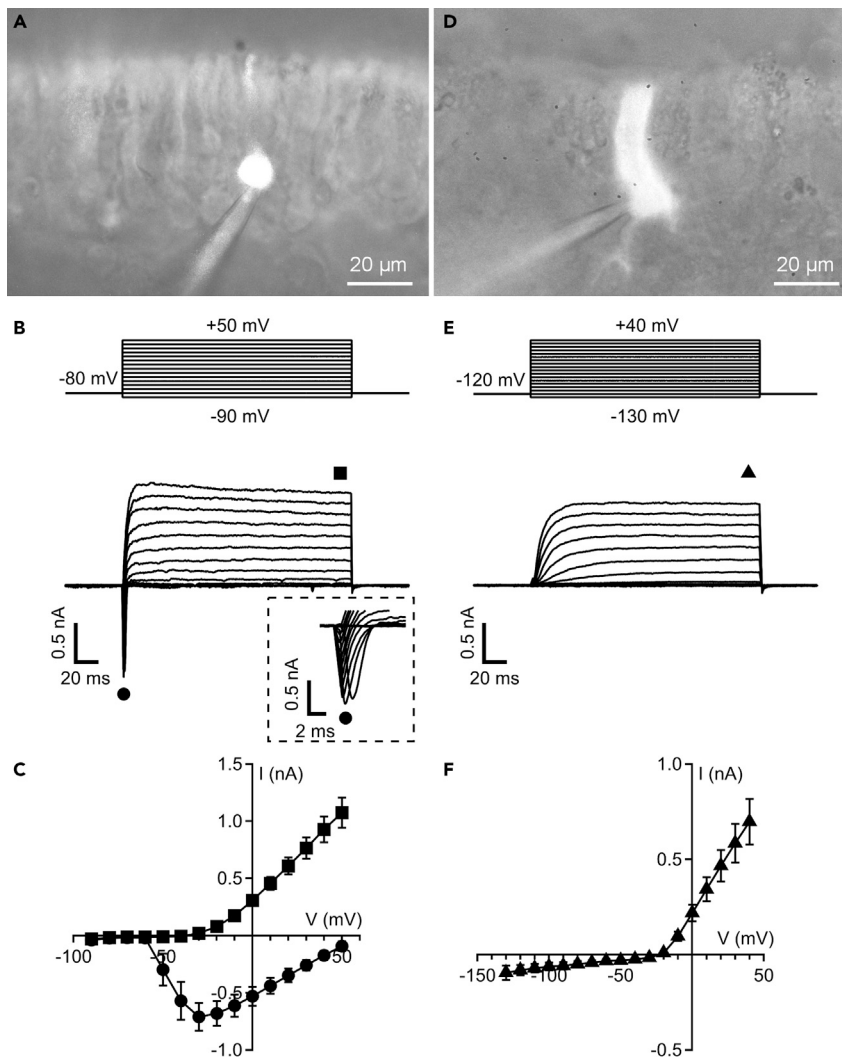 A
20 μm
D
20 μm
B
+50 mV
-80 mV
-90 mV
0.5 nA
20 ms
0.5 nA
2 ms
E
+40 mV
-120 mV
-130 mV
0.5 nA
20 ms
C
1.5
I (nA)
1.0
0.5
V (mV)
-100
-50
50
-0.5
-1.0
F
1.0
I (nA)
0.5
V (mV)
-150
-100
-50
50
-0.5